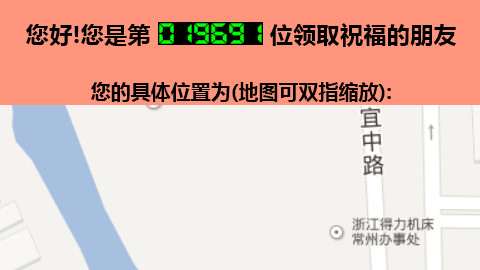 您好!您是第 019691 位领取祝福的朋友
您的具体位置为(地图可双指缩放):
宜中路
浙江得力机床
常州办事处